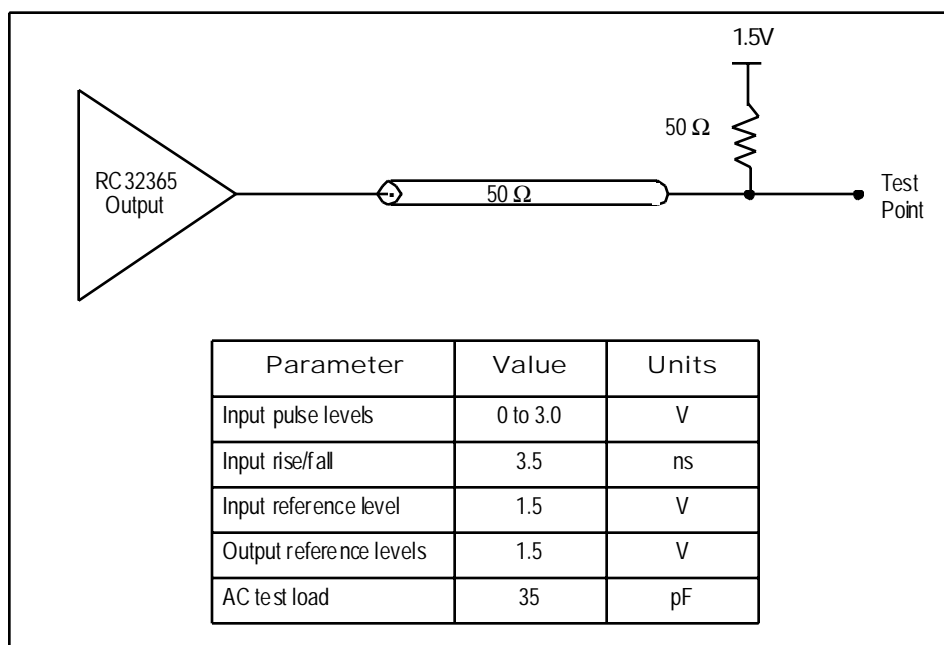 1.5V
50 Ω
RC32365
Output
50 Ω
Test
Point
Parameter Value Units
Input pulse levels 0 to 3.0 V
Input rise/fall 3.5 ns
Input reference level 1.5 V
Output reference levels 1.5 V
AC test load 35 pF